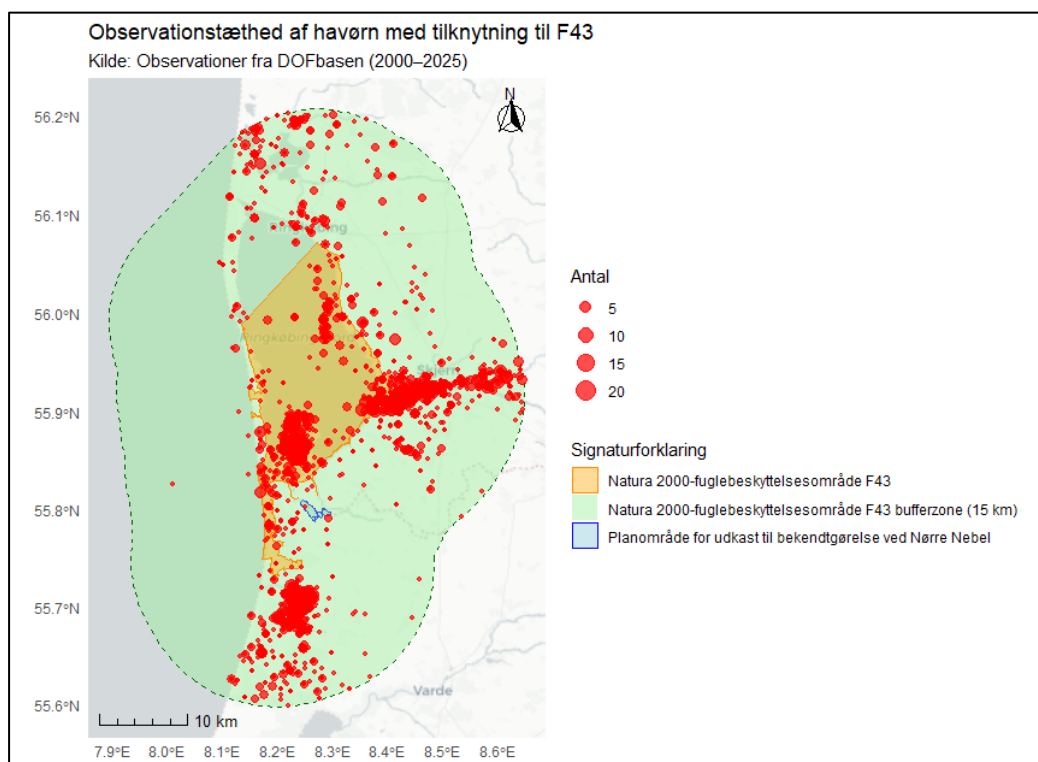 Observationstæthed af havørn med tilknytning til F43
Kilde: Observationer fra DOFbasen (2000–2025)
N
56.2°N
56.1°N
56.0°N
55.9°N
55.8°N
55.7°N
55.6°N
Ringkøbing
Skjern
Varde
10 km
7.9°E 8.0°E 8.1°E 8.2°E 8.3°E 8.4°E 8.5°E 8.6°E
Antal
5
10
15
20
Signaturforklaring
Natura 2000-fuglebeskyttelsesområde F43
Natura 2000-fuglebeskyttelsesområde F43 bufferzone (15 km)
Planområde for udkast til bekendtgørelse ved Nørre Nebel